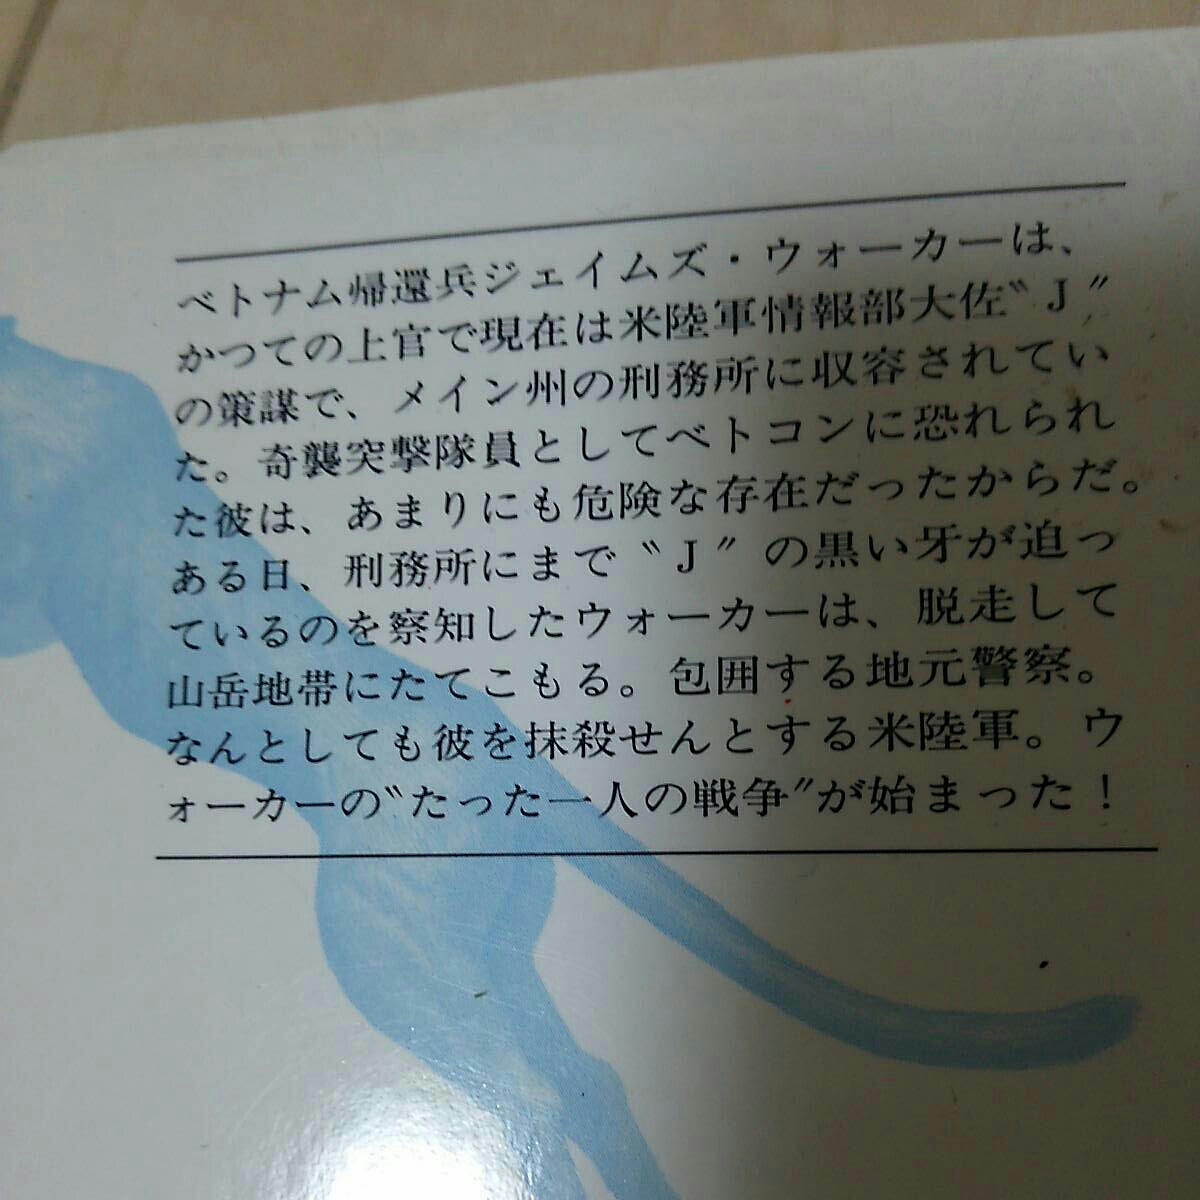 ベトナム帰還兵ジェイムズ・ウォーカーは、
かつての上官で現在は米陸軍情報部大佐〝J〟
の策謀で、メイン州の刑務所に収容されてい
た。奇襲突撃隊員としてベトコンに恐れられ
た彼は、あまりにも危険な存在だったからだ。
ある日、刑務所にまで〝J〟の黒い牙が迫っ
ているのを察知したウォーカーは、脱走して
山岳地帯にたてこもる。包囲する地元警察。
なんとしても彼を抹殺せんとする米陸軍。ウ
ォーカーの〝たった一人の戦争〟が始まった！